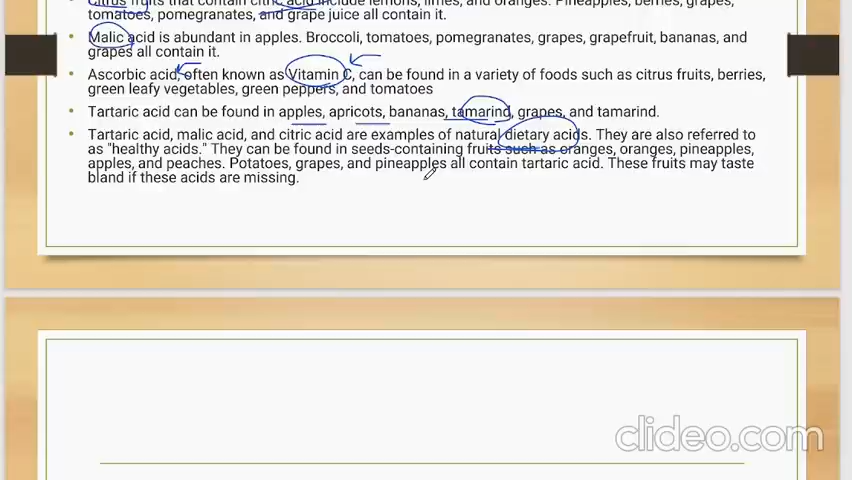 Citrus fruits that contain citric acid include lemons, limes, and oranges. Pineapples, berries, grapes,
tomatoes, pomegranates, and grape juice all contain it.
• Malic acid is abundant in apples. Broccoli, tomatoes, pomegranates, grapes, grapefruit, bananas, and
grapes all contain it.
• Ascorbic acid, often known as Vitamin C, can be found in a variety of foods such as citrus fruits, berries,
green leafy vegetables, green peppers, and tomatoes
• Tartaric acid can be found in apples, apricots, bananas, tamarind, grapes, and tamarind.
• Tartaric acid, malic acid, and citric acid are examples of natural dietary acids. They are also referred to
as "healthy acids." They can be found in seeds-containing fruits such as oranges, oranges, pineapples,
apples, and peaches. Potatoes, grapes, and pineapples all contain tartaric acid. These fruits may taste
bland if these acids are missing.
clideo.com